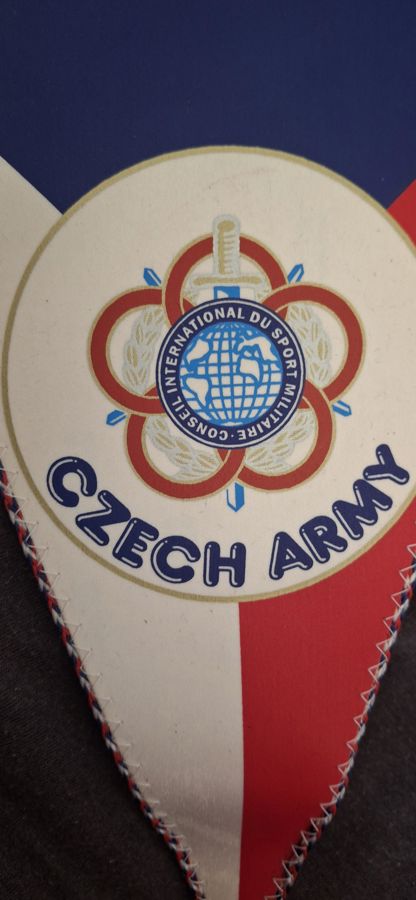 CONSEIL INTERNATIONAL DU SPORT MILITAIRE ·
CZECH ARMY